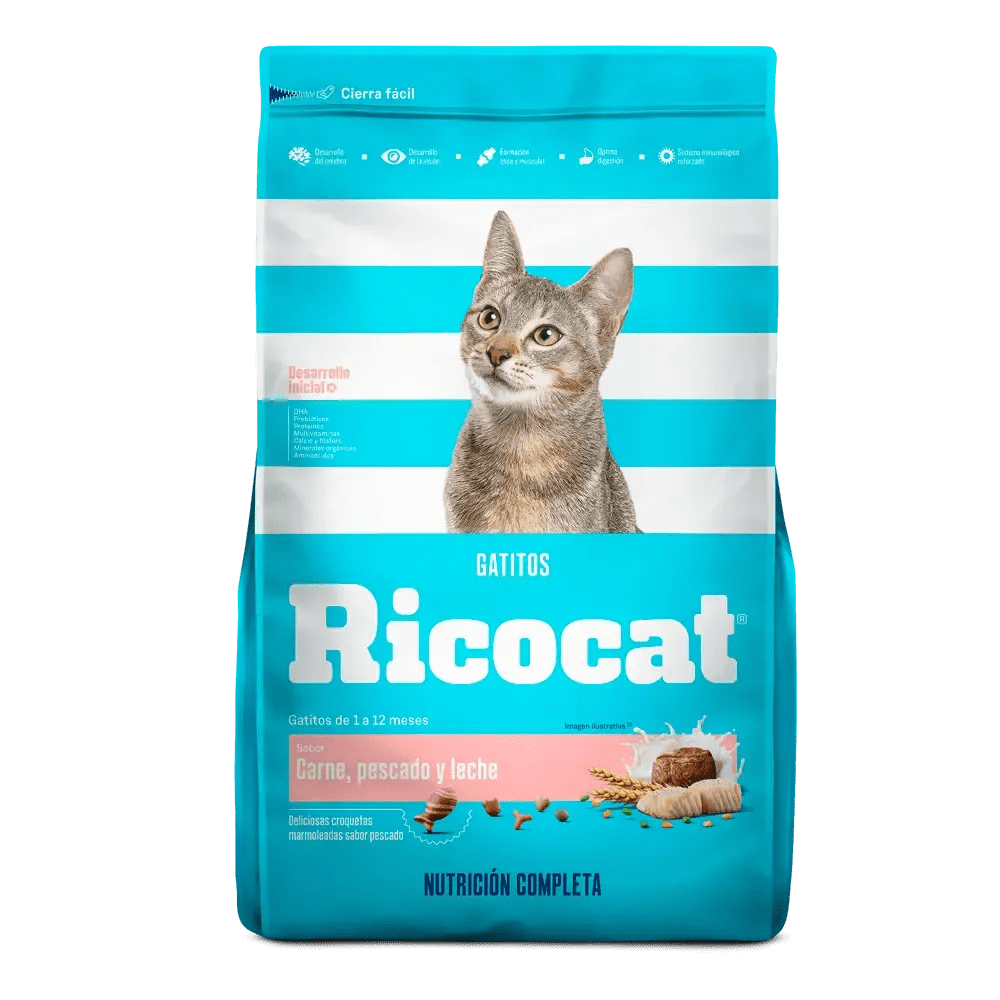 Cierra fácil
Desarrollo
del cerebro
Desarrollo
de la visión
Formación
ósea y muscular
Óptima
digestión
Sistema inmunológico
reforzado
Desarrollo
inicial
DHA
Prebióticos
Proteínas
Multivitaminas
Calcio y fósforo
Minerales orgánicos
Aminoácidos
GATITOS
Ricocat®
Gatitos de 1 a 12 meses
Imagen ilustrativa
Sabor
Carne, pescado y leche
Deliciosas croquetas
marmoleadas sabor pescado
NUTRICIÓN COMPLETA